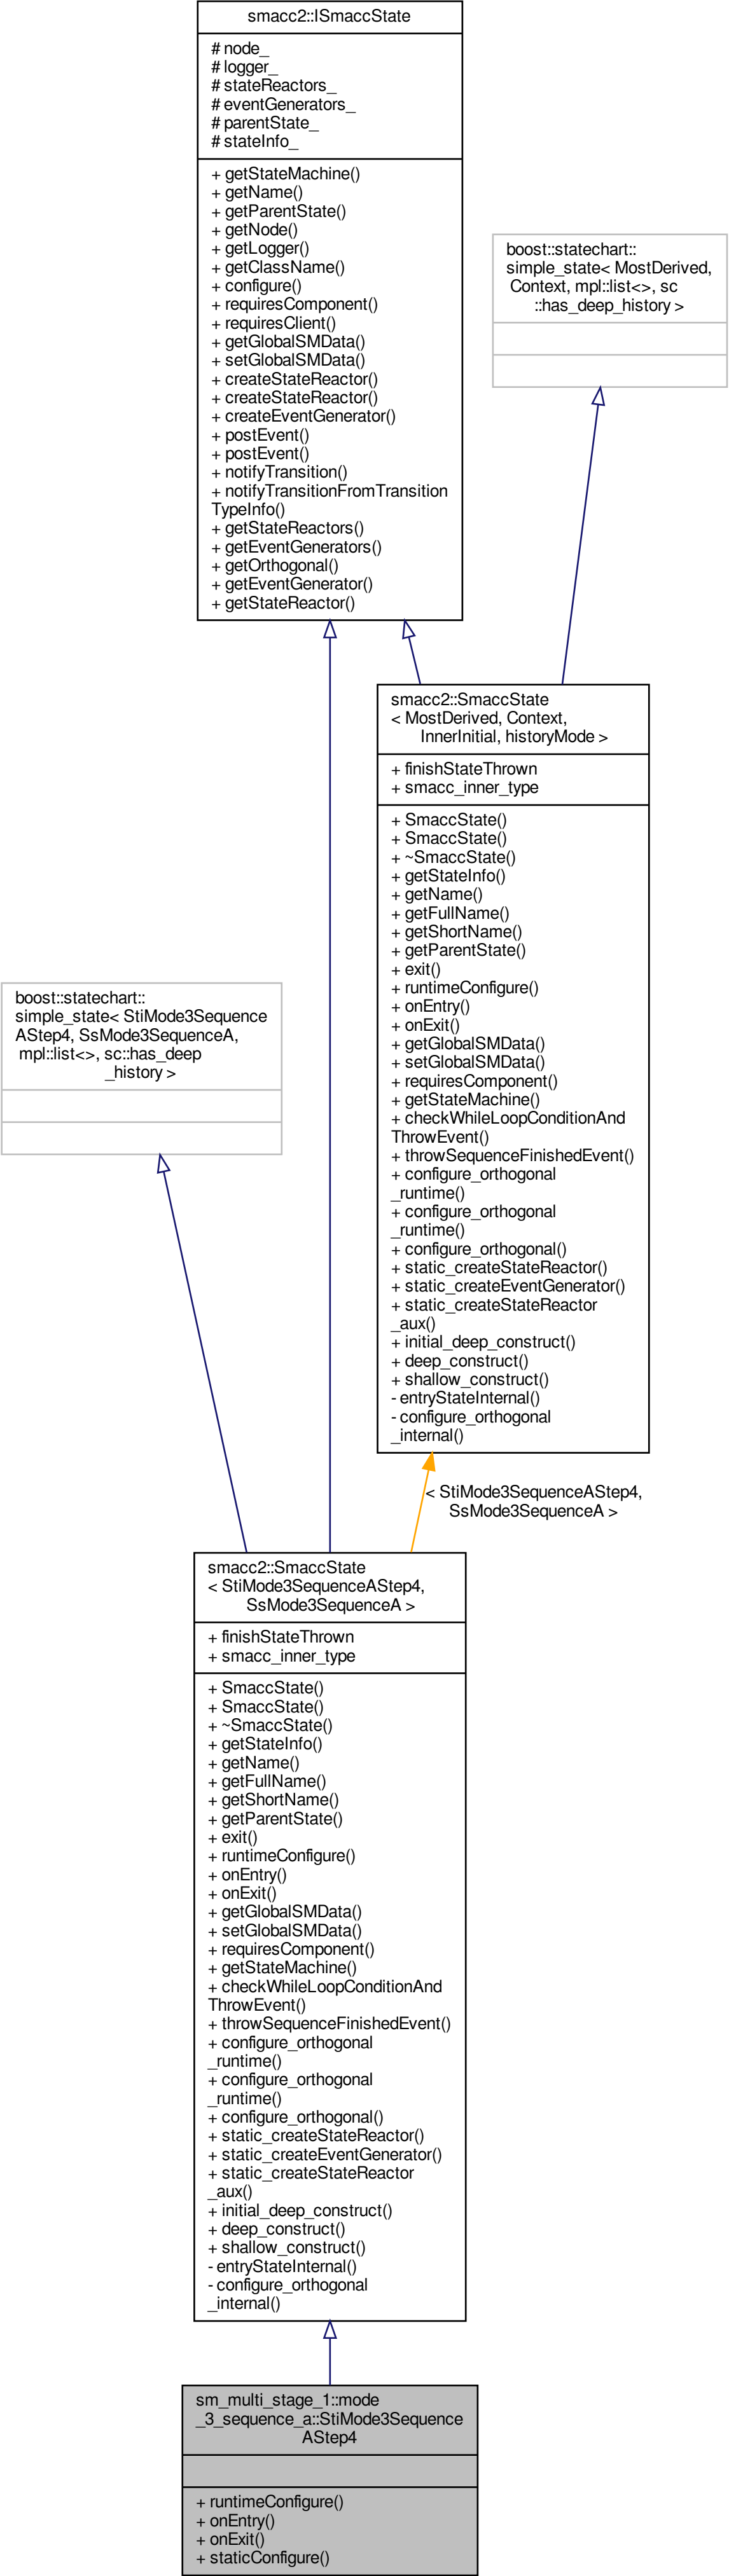 smacc2::ISmaccState
# node_
# logger_
# stateReactors_
# eventGenerators_
# parentState_
# stateInfo_
+ getStateMachine()
+ getName()
+ getParentState()
+ getNode()
+ getLogger()
+ getClassName()
+ configure()
+ requiresComponent()
+ requiresClient()
+ getGlobalSMData()
+ setGlobalSMData()
+ createStateReactor()
+ createStateReactor()
+ createEventGenerator()
+ postEvent()
+ postEvent()
+ notifyTransition()
+ notifyTransitionFromTransition
TypeInfo()
+ getStateReactors()
+ getEventGenerators()
+ getOrthogonal()
+ getEventGenerator()
+ getStateReactor()
boost::statechart::
simple_state< MostDerived,
Context, mpl::list<>, sc
::has_deep_history >
smacc2::SmaccState
< MostDerived, Context,
InnerInitial, historyMode >
+ finishStateThrown
+ smacc_inner_type
+ SmaccState()
+ SmaccState()
+ ~SmaccState()
+ getStateInfo()
+ getName()
+ getFullName()
+ getShortName()
+ getParentState()
+ exit()
+ runtimeConfigure()
+ onEntry()
+ onExit()
+ getGlobalSMData()
+ setGlobalSMData()
+ requiresComponent()
+ getStateMachine()
+ checkWhileLoopConditionAnd
ThrowEvent()
+ throwSequenceFinishedEvent()
+ configure_orthogonal
_runtime()
+ configure_orthogonal
_runtime()
+ configure_orthogonal()
+ static_createStateReactor()
+ static_createEventGenerator()
+ static_createStateReactor
_aux()
+ initial_deep_construct()
+ deep_construct()
+ shallow_construct()
- entryStateInternal()
- configure_orthogonal
_internal()
boost::statechart::
simple_state< StiMode3Sequence
AStep4, SsMode3SequenceA,
mpl::list<>, sc::has_deep
_history >
< StiMode3SequenceAStep4,
SsMode3SequenceA >
smacc2::SmaccState
< StiMode3SequenceAStep4,
SsMode3SequenceA >
+ finishStateThrown
+ smacc_inner_type
+ SmaccState()
+ SmaccState()
+ ~SmaccState()
+ getStateInfo()
+ getName()
+ getFullName()
+ getShortName()
+ getParentState()
+ exit()
+ runtimeConfigure()
+ onEntry()
+ onExit()
+ getGlobalSMData()
+ setGlobalSMData()
+ requiresComponent()
+ getStateMachine()
+ checkWhileLoopConditionAnd
ThrowEvent()
+ throwSequenceFinishedEvent()
+ configure_orthogonal
_runtime()
+ configure_orthogonal
_runtime()
+ configure_orthogonal()
+ static_createStateReactor()
+ static_createEventGenerator()
+ static_createStateReactor
_aux()
+ initial_deep_construct()
+ deep_construct()
+ shallow_construct()
- entryStateInternal()
- configure_orthogonal
_internal()
sm_multi_stage_1::mode
_3_sequence_a::StiMode3Sequence
AStep4
+ runtimeConfigure()
+ onEntry()
+ onExit()
+ staticConfigure()